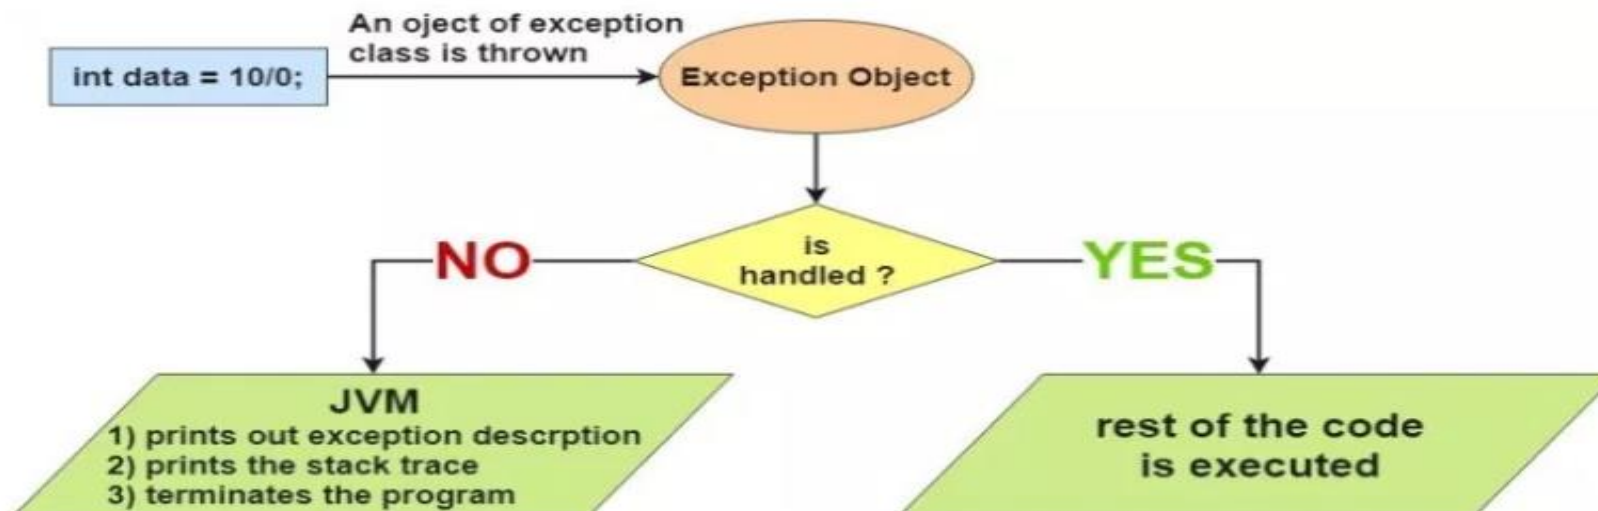 An oject of exception
class is thrown
int data = 10/0;
Exception Object
is
handled ?
NO
YES
JVM
1) prints out exception descrption
2) prints the stack trace
3) terminates the program
rest of the code
is executed